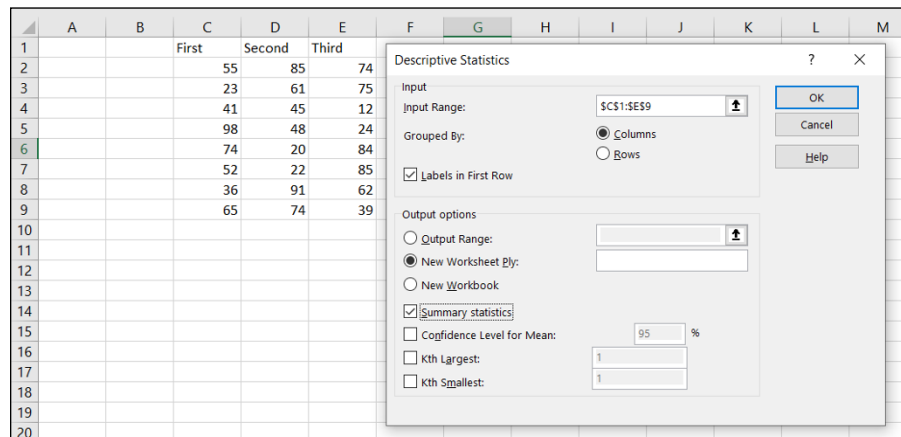 A B C D E F G H I J K L M
1 First Second Third
2 55 85 74
3 23 61 75
4 41 45 12
5 98 48 24
6 74 20 84
7 52 22 85
8 36 91 62
9 65 74 39
10
11
12
13
14
15
16
17
18
19
20
Descriptive Statistics ? ×
Input
Input Range: $C$1:$E$9
Grouped By: Columns
Rows
Labels in First Row
OK
Cancel
Help
Output options
Output Range:
New Worksheet Ply:
New Workbook
Summary statistics
Confidence Level for Mean: 95 %
Kth Largest: 1
Kth Smallest: 1